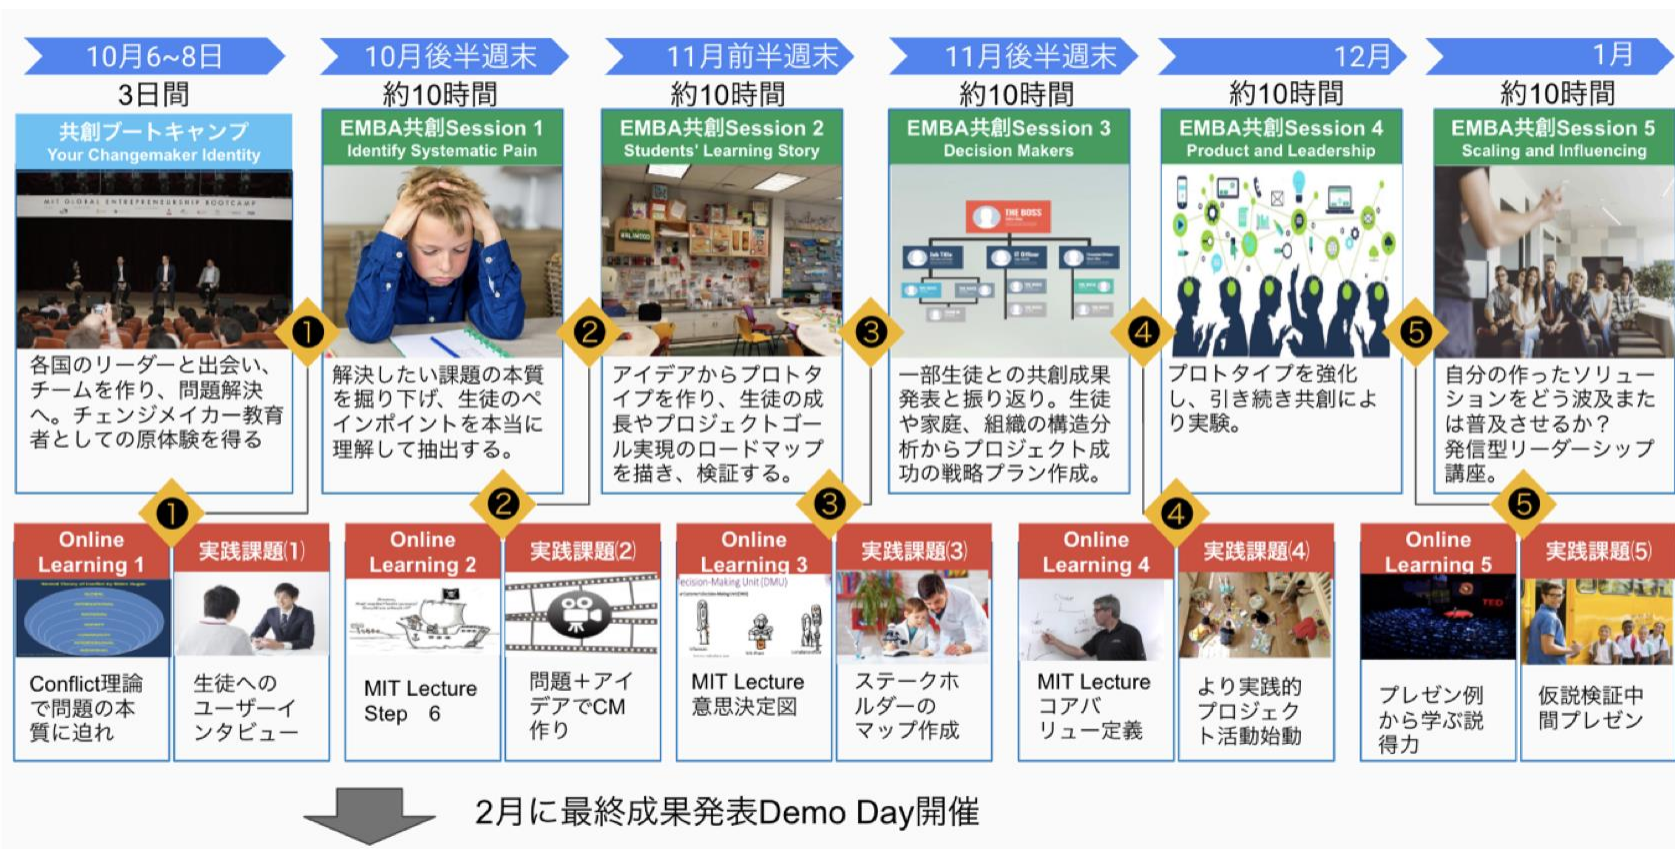 10月6~8日
10月後半週末
11月前半週末
11月後半週末
12月
1月
3日間
約10時間
約10時間
約10時間
約10時間
約10時間
共創ブートキャンプ
Your Changemaker Identity
EMBA共創Session 1
Identify Systematic Pain
EMBA共創Session 2
Students' Learning Story
EMBA共創Session 3
Decision Makers
EMBA共創Session 4
Product and Leadership
EMBA共創Session 5
Scaling and Influencing
MIT GLOBAL ENTREPRENEURSHIP BOOTCAMP
THE BOSS
Job Title
IT Officer
❶
❷
❸
❹
❺
各国のリーダーと出会い、
チームを作り、問題解決
へ。チェンジメイカー教育
者としての原体験を得る
解決したい課題の本質
を掘り下げ、生徒のペ
インポイントを本当に
理解して抽出する。
アイデアからプロトタ
イプを作り、生徒の成
長やプロジェクトゴー
ル実現のロードマップ
を描き、検証する。
一部生徒との共創成果
発表と振り返り。生徒
や家庭、組織の構造分
析からプロジェクト成
功の戦略プラン作成。
プロトタイプを強化
し、引き続き共創によ
り実験。
自分の作ったソリュー
ションをどう波及また
は普及させるか？
発信型リーダーシップ
講座。
❶
❷
❸
❹
❺
Online
Learning 1
実践課題⑴
Online
Learning 2
実践課題⑵
Online
Learning 3
実践課題⑶
Online
Learning 4
実践課題⑷
Online
Learning 5
実践課題⑸
ecision-Making Unit (DMU)
TED
Conflict理論
で問題の本
質に迫れ
生徒への
ユーザーイ
ンタビュー
MIT Lecture
Step　6
問題＋アイ
デアでCM
作り
MIT Lecture
意思決定図
ステークホ
ルダーの
マップ作成
MIT Lecture
コアバ
リュー定義
より実践的
プロジェク
ト活動始動
プレゼン例
から学ぶ説
得力
仮説検証中
間プレゼン
2月に最終成果発表Demo Day開催